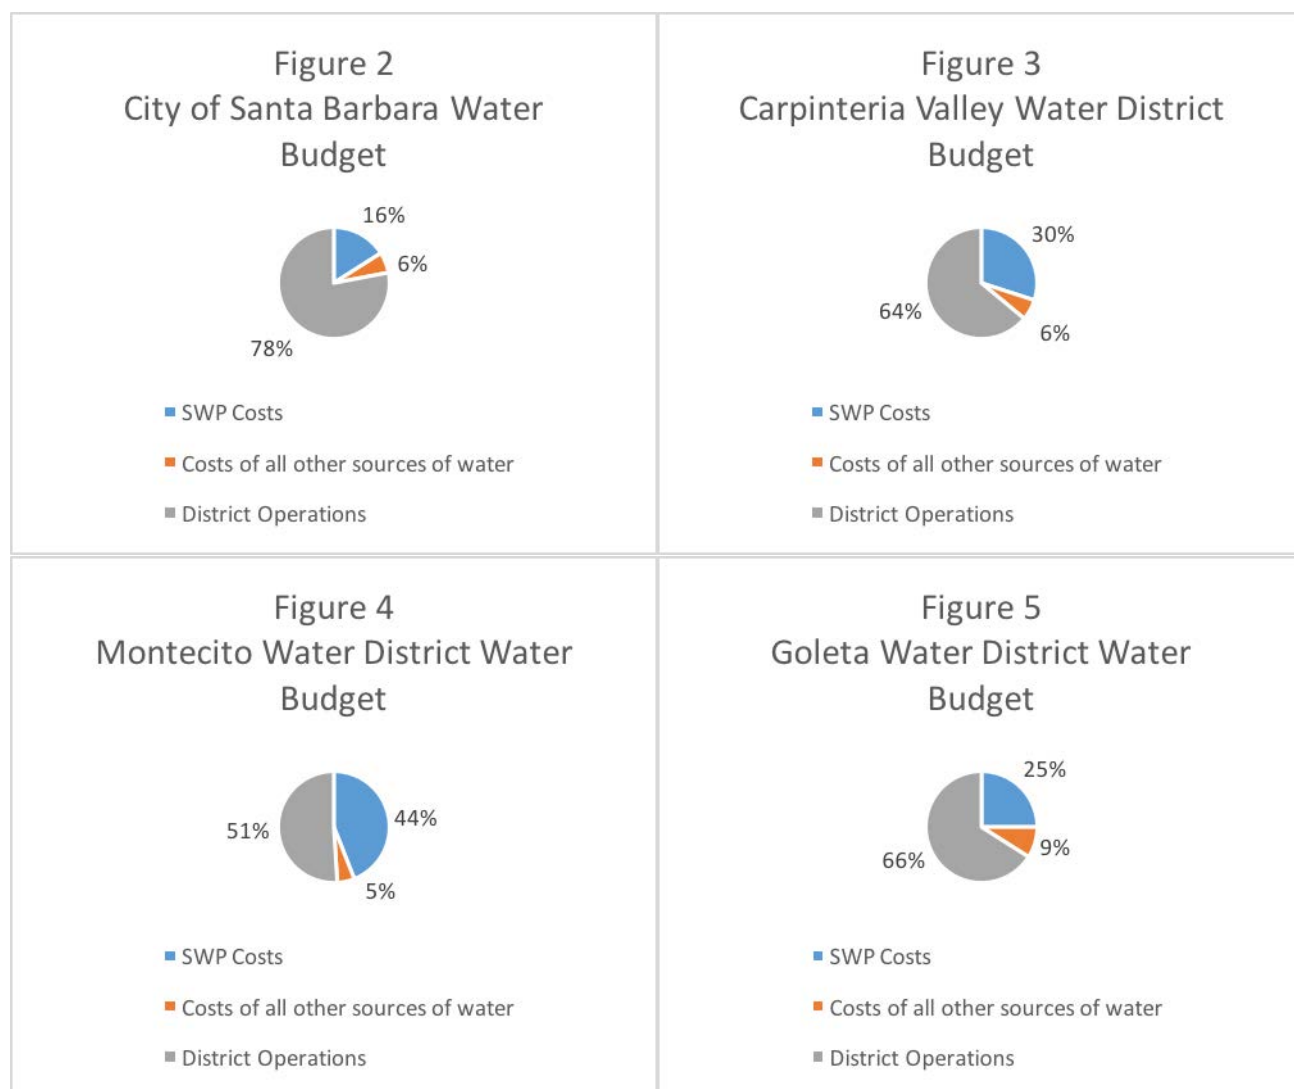 Figure 2
City of Santa Barbara Water
Budget
16%
6%
78%
SWP Costs
Costs of all other sources of water
District Operations
Figure 3
Carpinteria Valley Water District
Budget
30%
64%
6%
SWP Costs
Costs of all other sources of water
District Operations
Figure 4
Montecito Water District Water
Budget
44%
51%
5%
SWP Costs
Costs of all other sources of water
District Operations
Figure 5
Goleta Water District Water
Budget
25%
9%
66%
SWP Costs
Costs of all other sources of water
District Operations